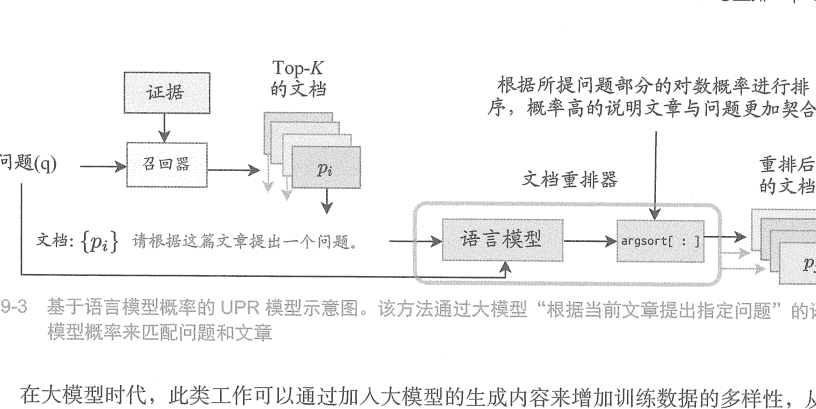 Top-K
的文档
证据
根据所提问题部分的对数概率进行排
序，概率高的说明文章与问题更加契合
问题(q)
召回器
pi
文档重排器
重排后
的文档
文档: {pi} 请根据这篇文章提出一个问题。
语言模型
argsort[ : ]
9-3 基于语言模型概率的 UPR 模型示意图。该方法通过大模型“根据当前文章提出指定问题”的
模型概率来匹配问题和文章
在大模型时代，此类工作可以通过加入大模型的生成内容来增加训练数据的多样性，